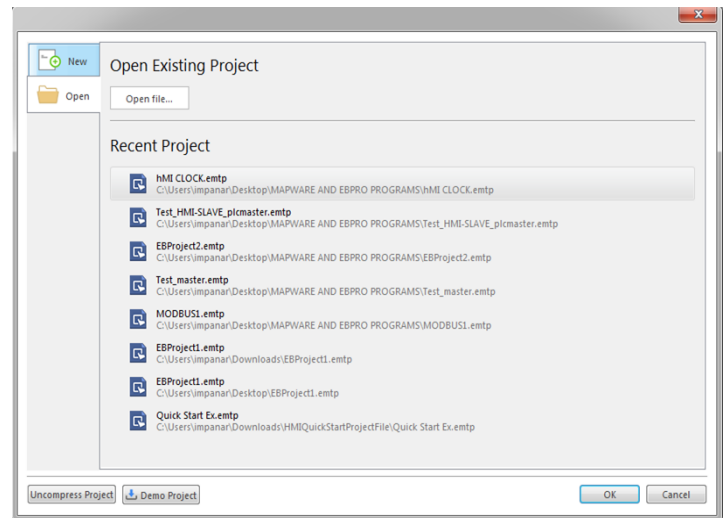 New
Open
Open Existing Project
Open file...
Recent Project
hMI CLOCK.emtp
C:\Users\impanar\Desktop\MAPWARE AND EBPRO PROGRAMS\hMI CLOCK.emtp
Test_HMI-SLAVE_plcmaster.emtp
C:\Users\impanar\Desktop\MAPWARE AND EBPRO PROGRAMS\Test_HMI-SLAVE_plcmaster.emtp
EBProject2.emtp
C:\Users\impanar\Desktop\MAPWARE AND EBPRO PROGRAMS\EBProject2.emtp
Test_master.emtp
C:\Users\impanar\Desktop\MAPWARE AND EBPRO PROGRAMS\Test_master.emtp
MODBUS1.emtp
C:\Users\impanar\Desktop\MAPWARE AND EBPRO PROGRAMS\MODBUS1.emtp
EBProject1.emtp
C:\Users\impanar\Downloads\EBProject1.emtp
EBProject1.emtp
C:\Users\impanar\Desktop\EBProject1.emtp
Quick Start Ex.emtp
C:\Users\impanar\Downloads\HMIQuickStartProjectFile\Quick Start Ex.emtp
Uncompress Project
Demo Project
OK
Cancel